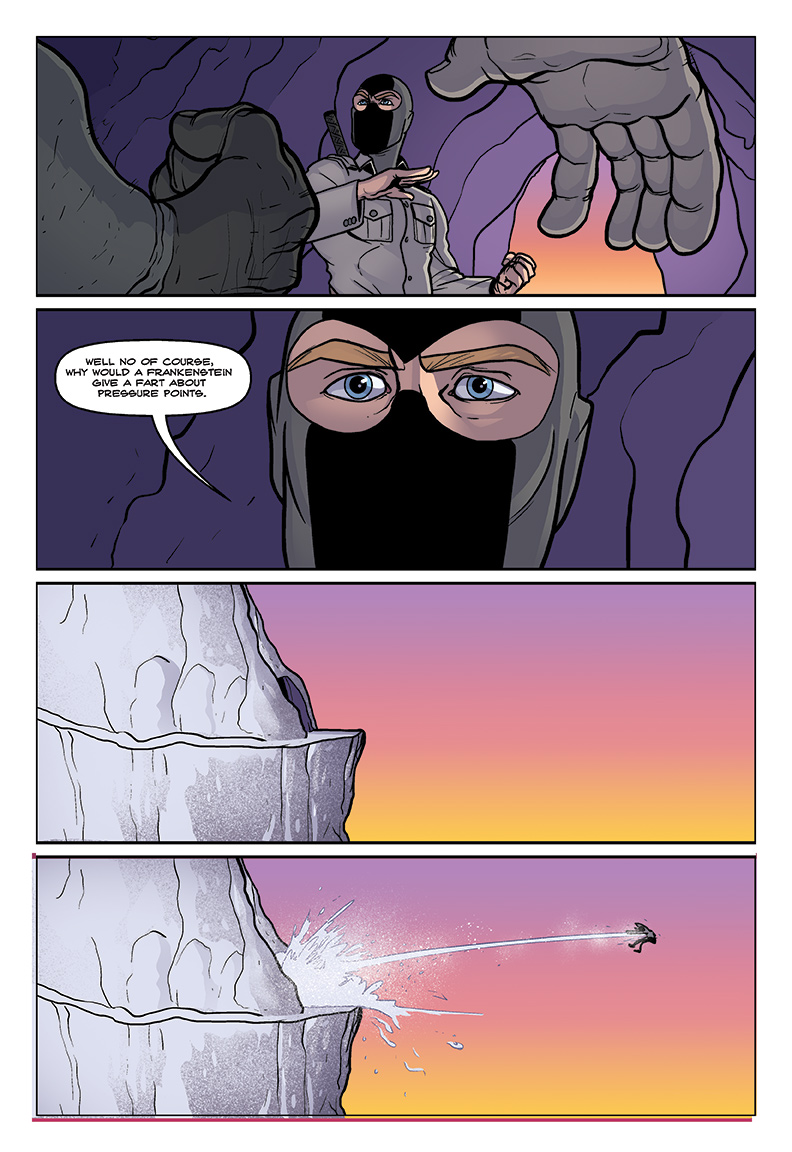 WELL NO OF COURSE,
WHY WOULD A FRANKENSTEIN
GIVE A FART ABOUT
PRESSURE POINTS.